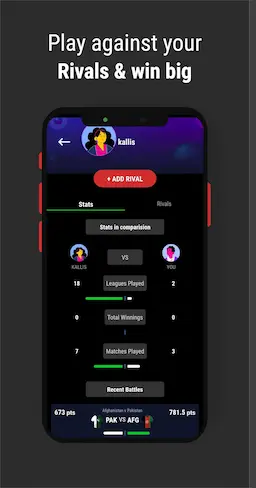 Play against your
Rivals & win big
kallis
+ ADD RIVAL
Stats Rivals
Stats in comparision
KALLIS VS YOU
18 Leagues Played 2
0 Total Winnings 0
7 Matches Played 3
Recent Battles
Afghanistan v Pakistan
673 pts PAK VS AFG 781.5 pts